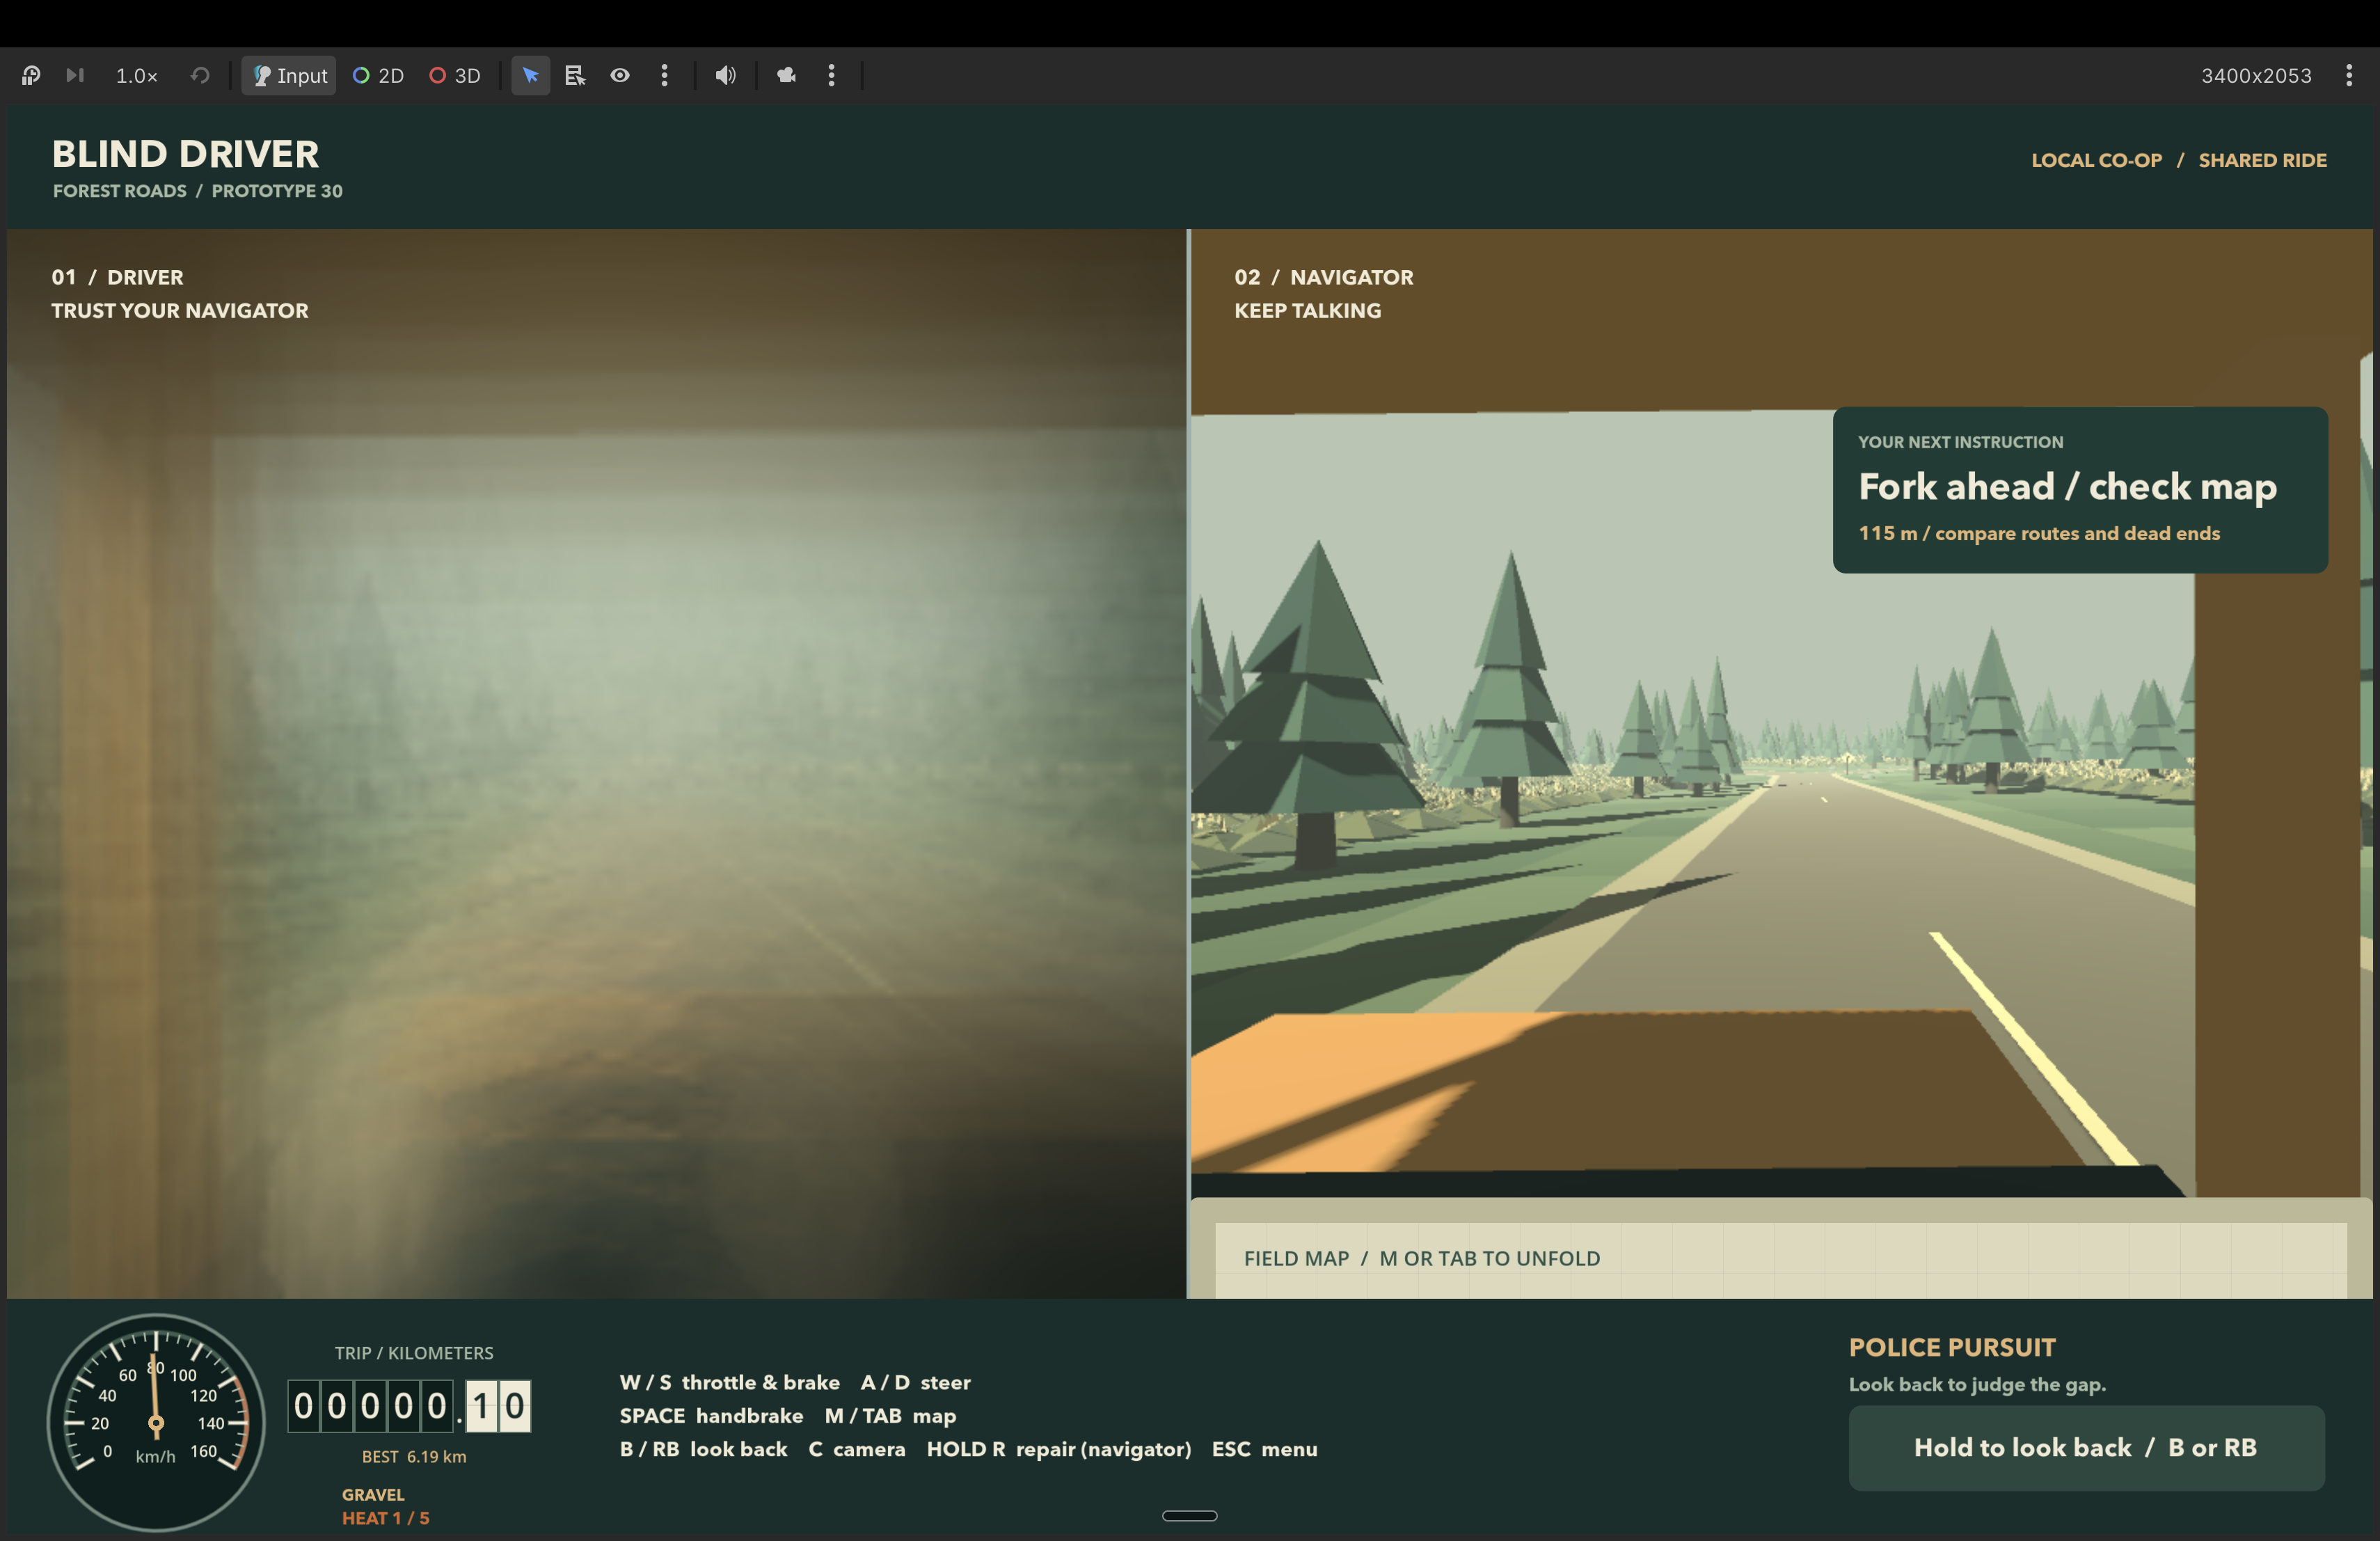 1.0×
Input
2D
3D
3400x2053
BLIND DRIVER
FOREST ROADS / PROTOTYPE 30
LOCAL CO-OP / SHARED RIDE
01 / DRIVER
TRUST YOUR NAVIGATOR
02 / NAVIGATOR
KEEP TALKING
YOUR NEXT INSTRUCTION
Fork ahead / check map
115 m / compare routes and dead ends
FIELD MAP / M OR TAB TO UNFOLD
0
20
40
60
80
100
120
140
160
km/h
TRIP / KILOMETERS
00000.10
BEST 6.19 km
GRAVEL
HEAT 1 / 5
W / S throttle & brake A / D steer
SPACE handbrake M / TAB map
B / RB look back C camera HOLD R repair (navigator) ESC menu
POLICE PURSUIT
Look back to judge the gap.
Hold to look back / B or RB